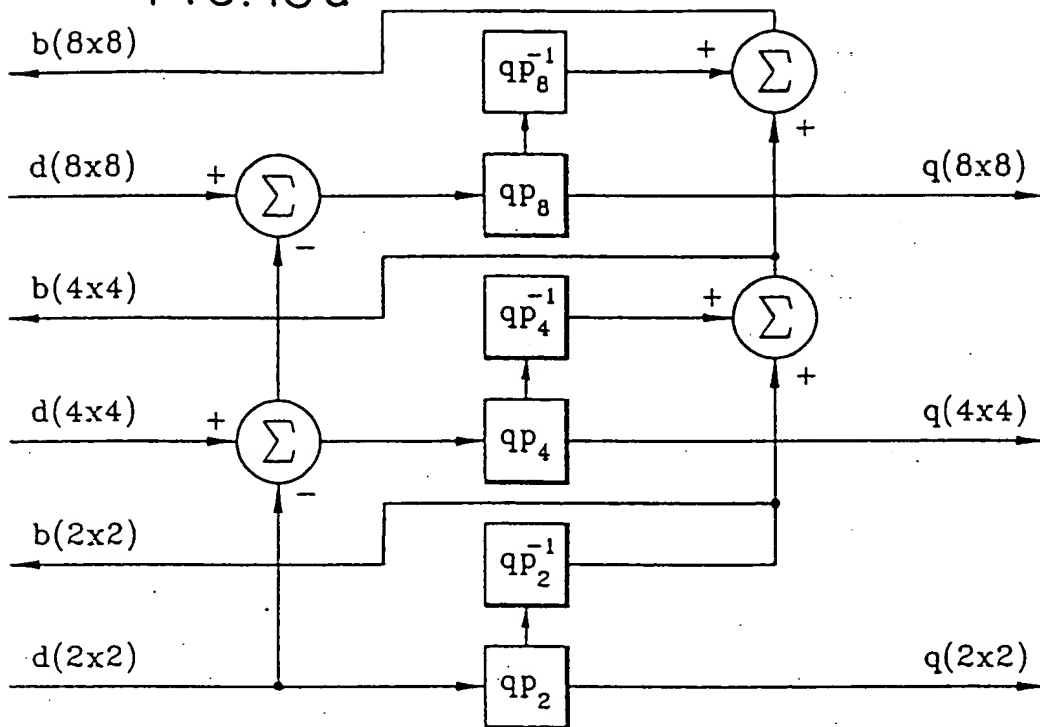 b(8x8)
qp₈⁻¹
+
Σ
+
d(8x8)
+
Σ
−
qp₈
q(8x8)
b(4x4)
qp₄⁻¹
+
Σ
+
d(4x4)
+
Σ
−
qp₄
q(4x4)
b(2x2)
qp₂⁻¹
d(2x2)
qp₂
q(2x2)